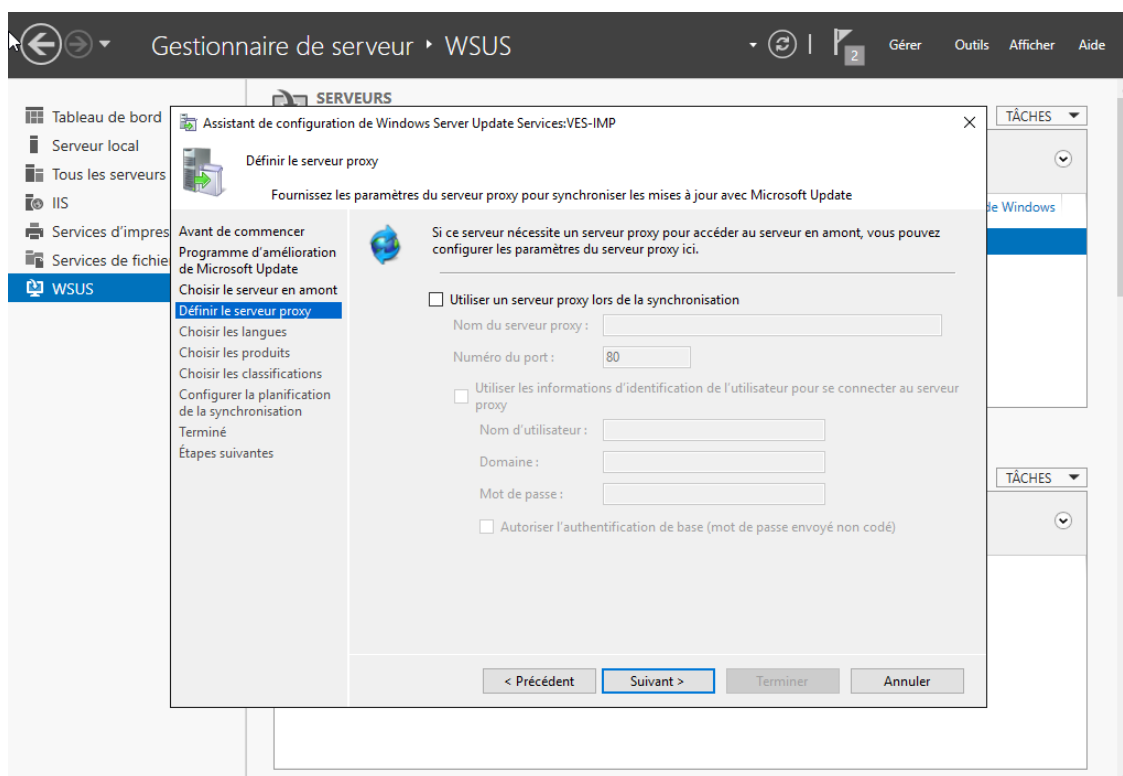 Gestionnaire de serveur ‣ WSUS
2
Gérer
Outils
Afficher
Aide
Tableau de bord
Serveur local
Tous les serveurs
IIS
Services d'impres
Services de fichie
WSUS
SERVEURS
TÂCHES
de Windows
TÂCHES
Assistant de configuration de Windows Server Update Services:VES-IMP
Définir le serveur proxy
Fournissez les paramètres du serveur proxy pour synchroniser les mises à jour avec Microsoft Update
Avant de commencer
Programme d'amélioration
de Microsoft Update
Choisir le serveur en amont
Définir le serveur proxy
Choisir les langues
Choisir les produits
Choisir les classifications
Configurer la planification
de la synchronisation
Terminé
Étapes suivantes
Si ce serveur nécessite un serveur proxy pour accéder au serveur en amont, vous pouvez
configurer les paramètres du serveur proxy ici.
Utiliser un serveur proxy lors de la synchronisation
Nom du serveur proxy :
Numéro du port :
80
Utiliser les informations d'identification de l'utilisateur pour se connecter au serveur
proxy
Nom d'utilisateur :
Domaine :
Mot de passe :
Autoriser l'authentification de base (mot de passe envoyé non codé)
< Précédent
Suivant >
Terminer
Annuler